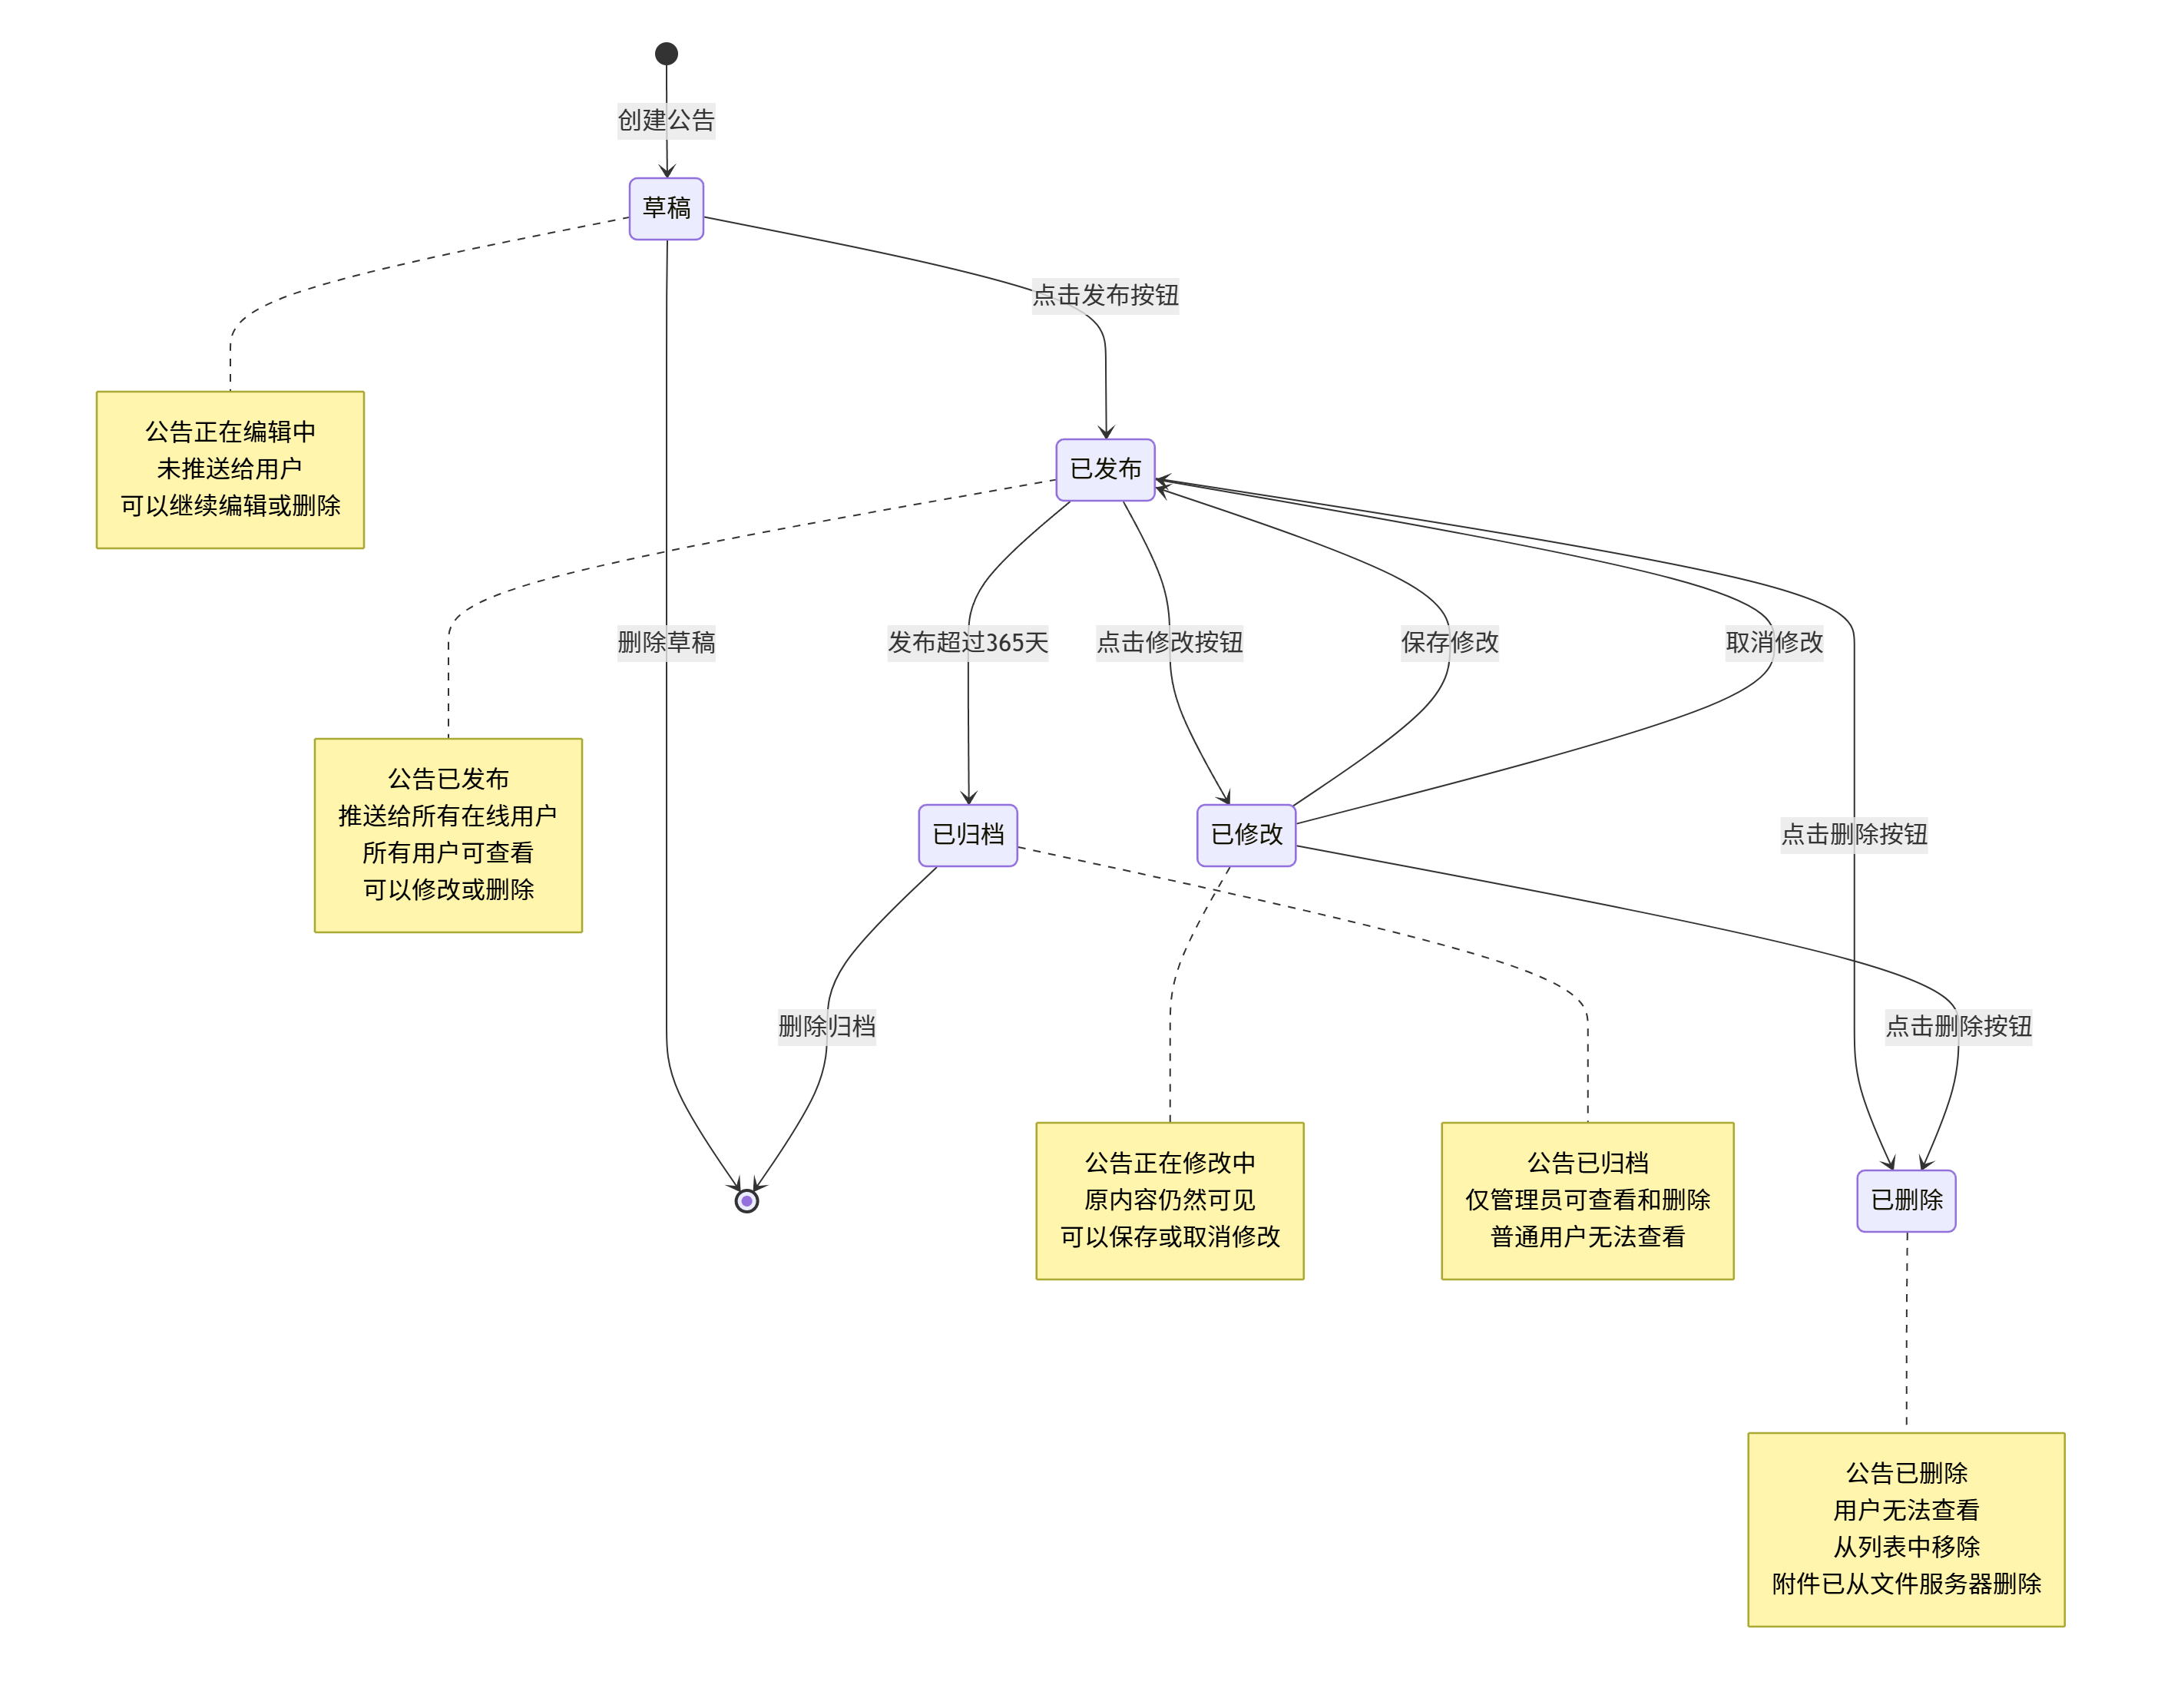 创建公告
草稿
点击发布按钮
公告正在编辑中
未推送给用户
可以继续编辑或删除
已发布
删除草稿
发布超过365天
点击修改按钮
保存修改
取消修改
公告已发布
推送给所有在线用户
所有用户可查看
可以修改或删除
已归档
已修改
点击删除按钮
删除归档
点击删除按钮
公告正在修改中
原内容仍然可见
可以保存或取消修改
公告已归档
仅管理员可查看和删除
普通用户无法查看
已删除
公告已删除
用户无法查看
从列表中移除
附件已从文件服务器删除